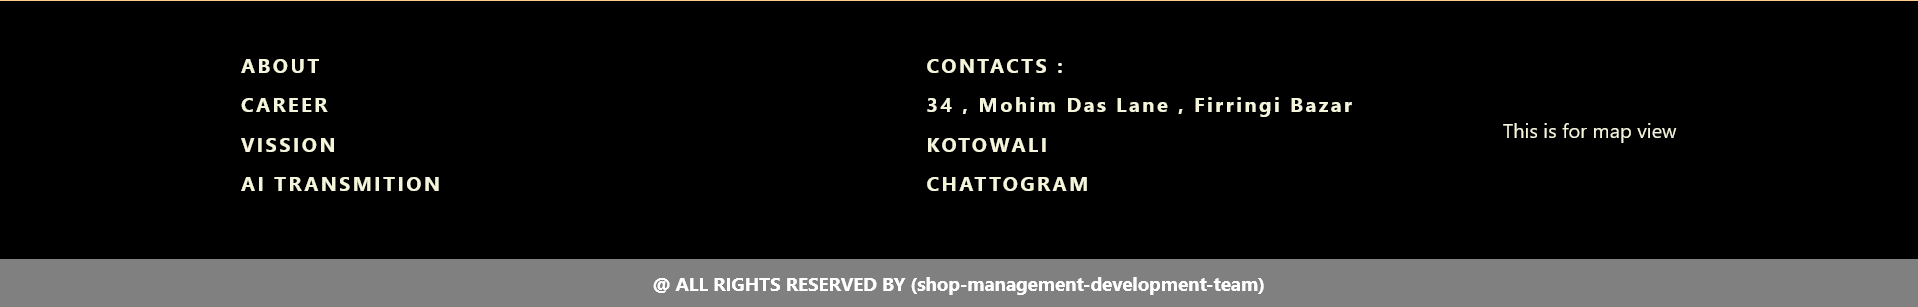 ABOUT
CAREER
VISSION
AI TRANSMITION
CONTACTS :
34 , Mohim Das Lane , Firringi Bazar
KOTOWALI
CHATTOGRAM
This is for map view
@ ALL RIGHTS RESERVED BY (shop-management-development-team)